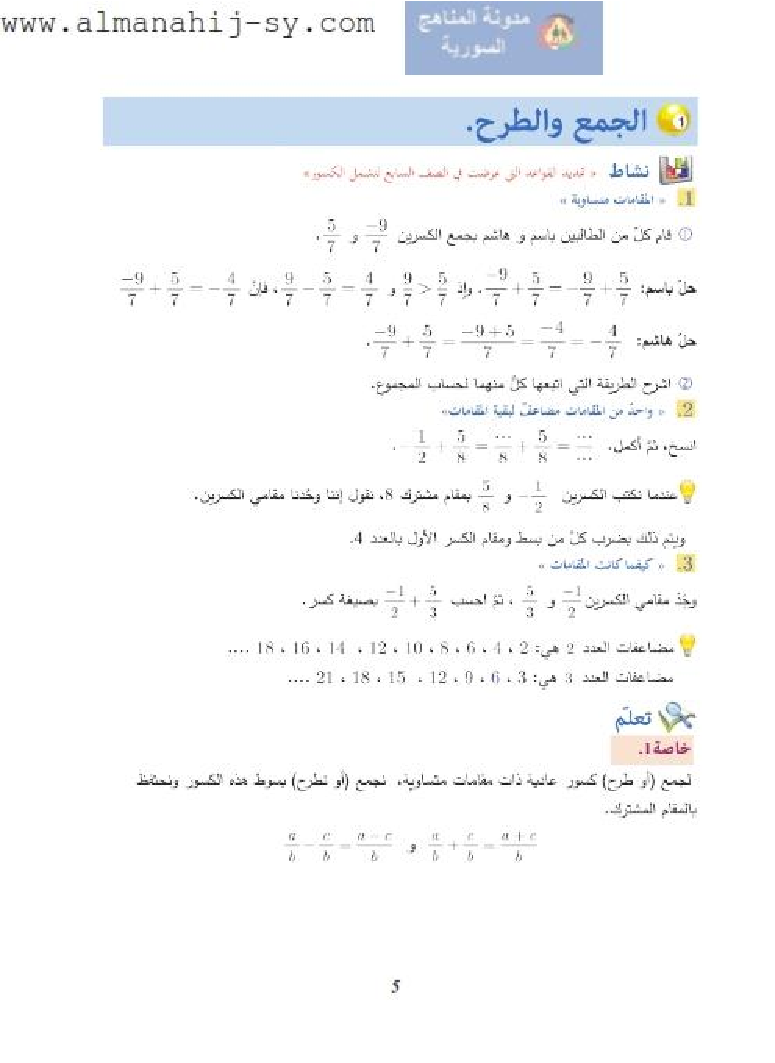 www.almanahij-sy.com
مدونة المناهج
السورية
1 الجمع والطرح.
نشاط « تمديد القواعد التي عرضت في الصف السابع لتشمل الكسور»
1. « المقامات متساوية »
① قام كلّ من الطالبين باسم و هاشم بجمع الكسرين -9/7 و 5/7 .
حلّ باسم: -9/7 + 5/7 = -9/7 + 5/7 . وإذ 9/7 > 5/7 و 9/7 - 5/7 = 4/7 ، فإنّ -9/7 + 5/7 = -4/7
حلّ هاشم: -9/7 + 5/7 = (-9+5)/7 = -4/7 = -4/7 .
② اشرح الطريقة التي اتبعها كلٌّ منهما لحساب المجموع.
2. « واحدٌ من المقامات مضاعفٌ لبقية المقامات»
انسخ، ثمّ أكمل. -1/2 + 5/8 = .../8 + 5/8 = .../... .
عندما نكتب الكسرين -1/2 و 5/8 بمقام مشترك 8، نقول إننا وحّدنا مقامي الكسرين.
ويتم ذلك بضرب كلّ من بسط ومقام الكسر الأول بالعدد 4.
3. « كيفما كانت المقامات »
وحّد مقامي الكسرين -1/2 و 5/3 ، ثمّ احسب -1/2 + 5/3 بصيغة كسر.
مضاعفات العدد 2 هي: 2 ، 4 ، 6 ، 8 ، 10 ، 12 ، 14 ، 16 ، 18 ....
مضاعفات العدد 3 هي: 3 ، 6 ، 9 ، 12 ، 15 ، 18 ، 21 ....
تعلّم
خاصة1.
لجمع (أو طرح) كسور عادية ذات مقامات متساوية، نجمع (أو نطرح) بسوط هذه الكسور ونحتفظ
بالمقام المشترك.
a/b + c/b = (a+c)/b و a/b - c/b = (a-c)/b
5